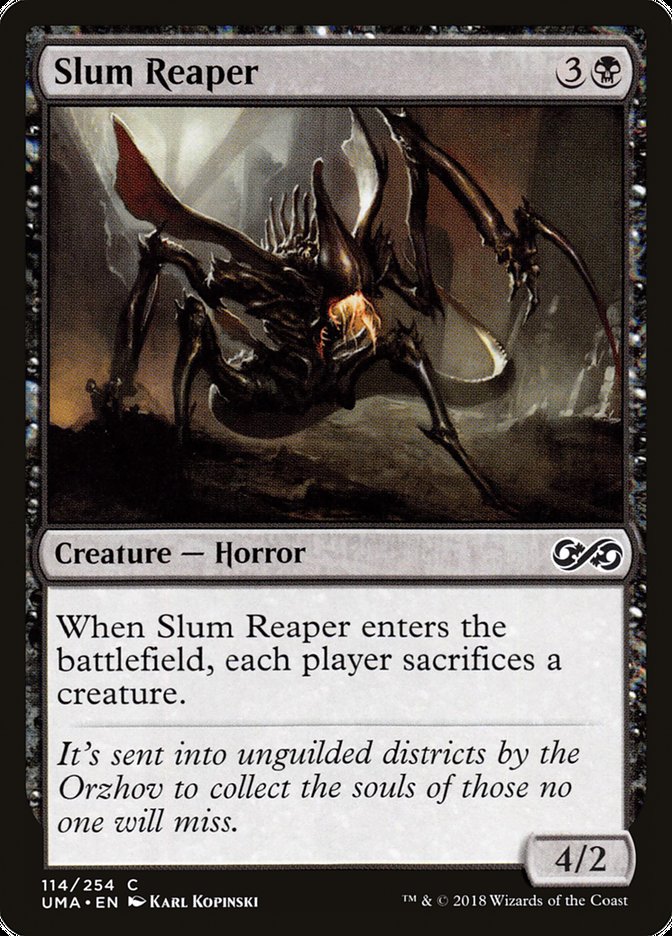 Slum Reaper 3
Creature — Horror
When Slum Reaper enters the
battlefield, each player sacrifices a
creature.
It's sent into unguilded districts by the
Orzhov to collect the souls of those no
one will miss.
4/2
114/254 C
UMA • EN Karl Kopinski
™ & © 2018 Wizards of the Coast